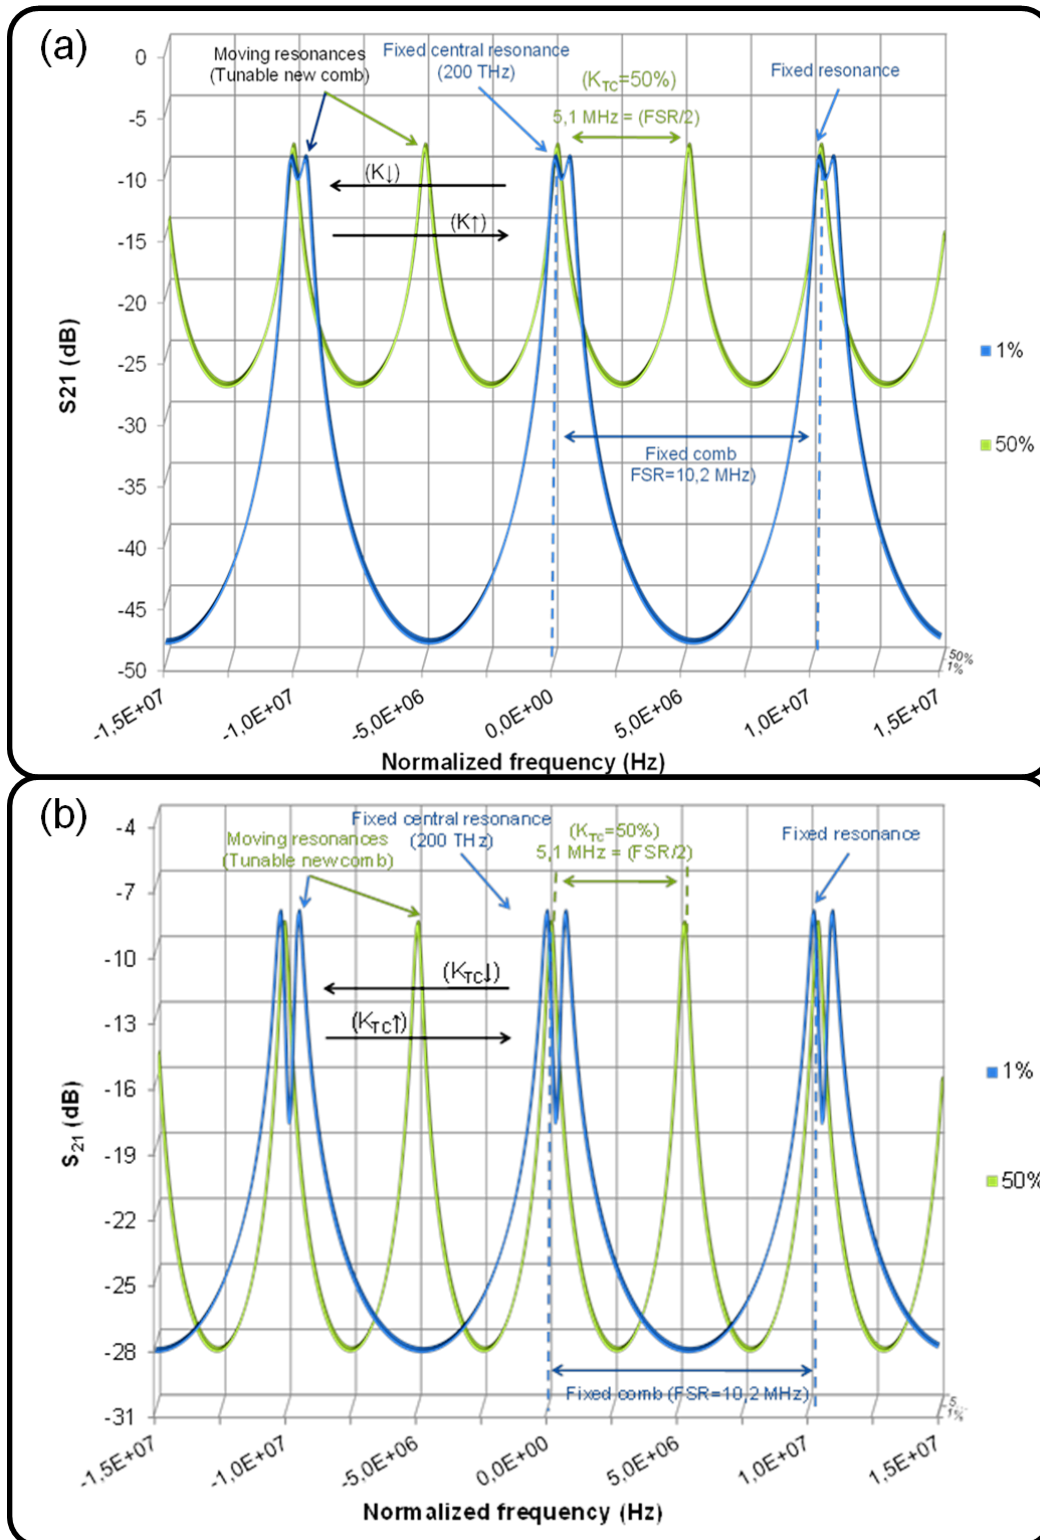 (a)
Moving resonances
(Tunable new comb)
Fixed central resonance
(200 THz)
(KTC=50%)
5,1 MHz = (FSR/2)
Fixed resonance
(K↓)
(K↑)
0
-5
-10
-15
-20
-25
-30
-35
-40
-45
-50
S21 (dB)
Fixed comb
FSR=10,2 MHz)
1%
50%
50%
1%
-1,5E+07
-1,0E+07
-5,0E+06
0,0E+00
5,0E+06
1,0E+07
1,5E+07
Normalized frequency (Hz)
(b)
Moving resonances
(Tunable new comb)
Fixed central resonance
(200 THz)
(KTC=50%)
5,1 MHz = (FSR/2)
Fixed resonance
(KTC↓)
(KTC↑)
-4
-7
-10
-13
-16
-19
-22
-25
-28
-31
S21 (dB)
Fixed comb (FSR=10,2 MHz)
1%
50%
1%
-1,5E+07
-1,0E+07
-5,0E+06
0,0E+00
5,0E+06
1,0E+07
1,5E+07
Normalized frequency (Hz)